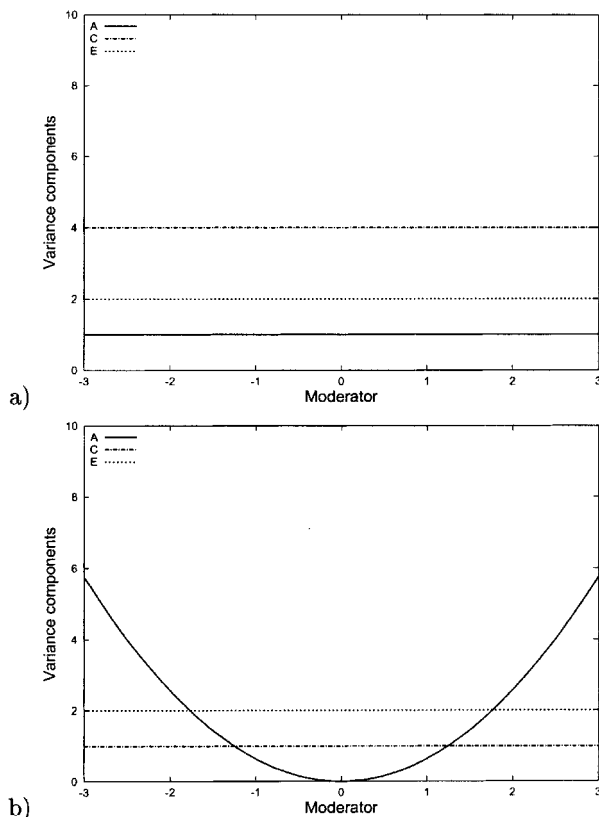 A
C
E
10
8
6
4
2
0
Variance components
-3 -2 -1 0 1 2 3
Moderator
a)
A
C
E
10
8
6
4
2
0
Variance components
-3 -2 -1 0 1 2 3
Moderator
b)